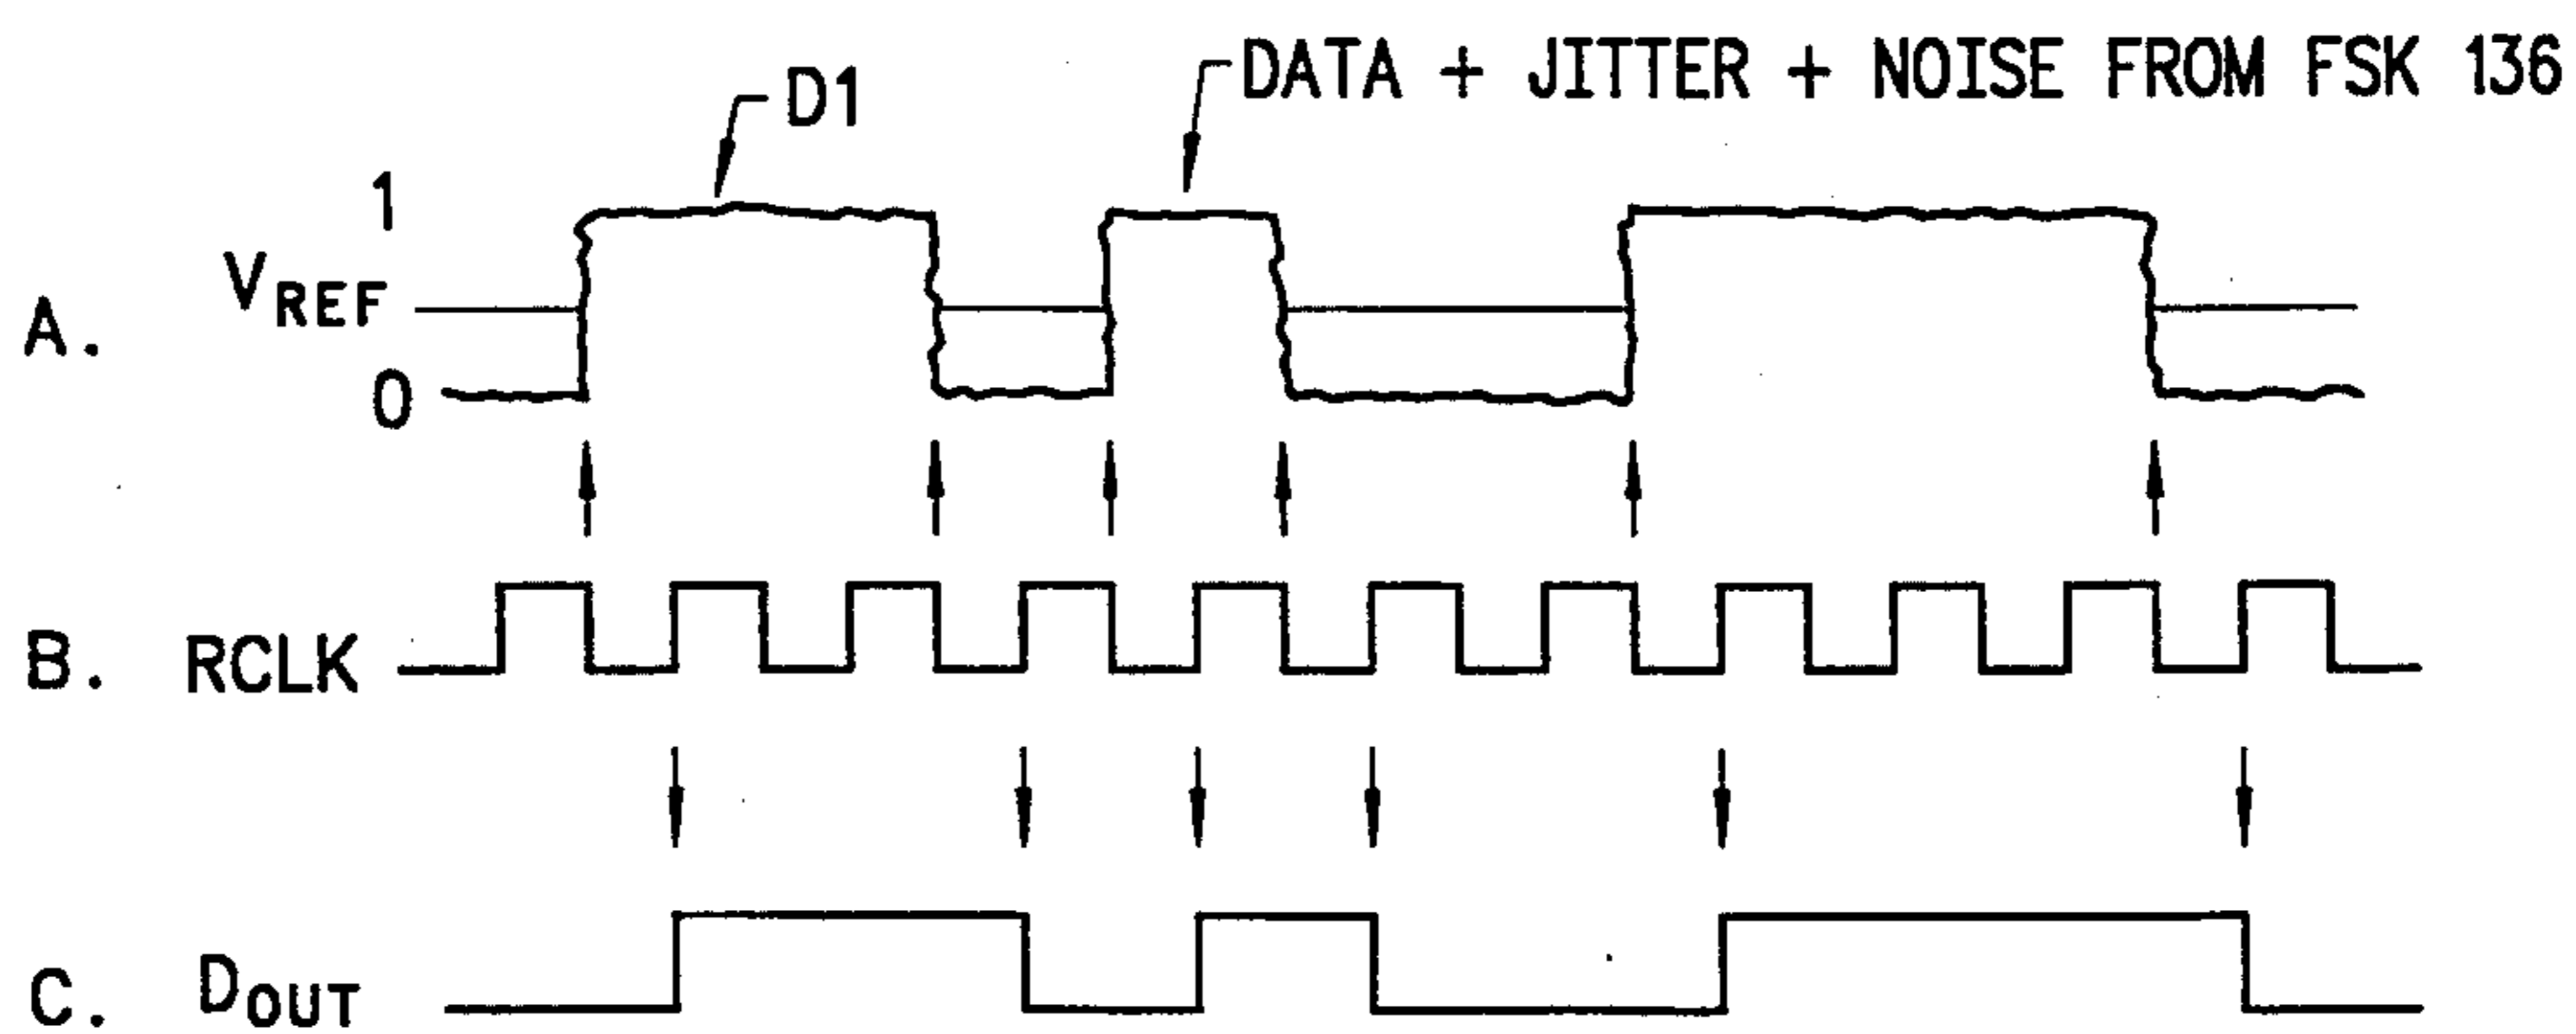 D1
DATA + JITTER + NOISE FROM FSK 136
1
VREF
A.
0
B. RCLK
C. DOUT